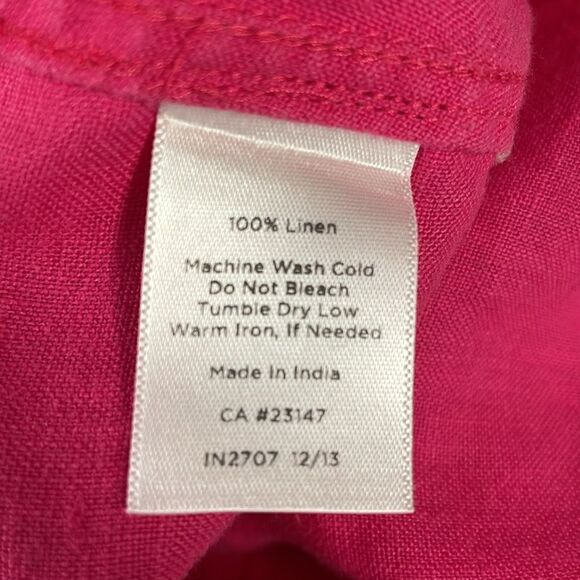 100% Linen
Machine Wash Cold
Do Not Bleach
Tumble Dry Low
Warm Iron, If Needed
Made In India
CA #23147
IN2707 12/13